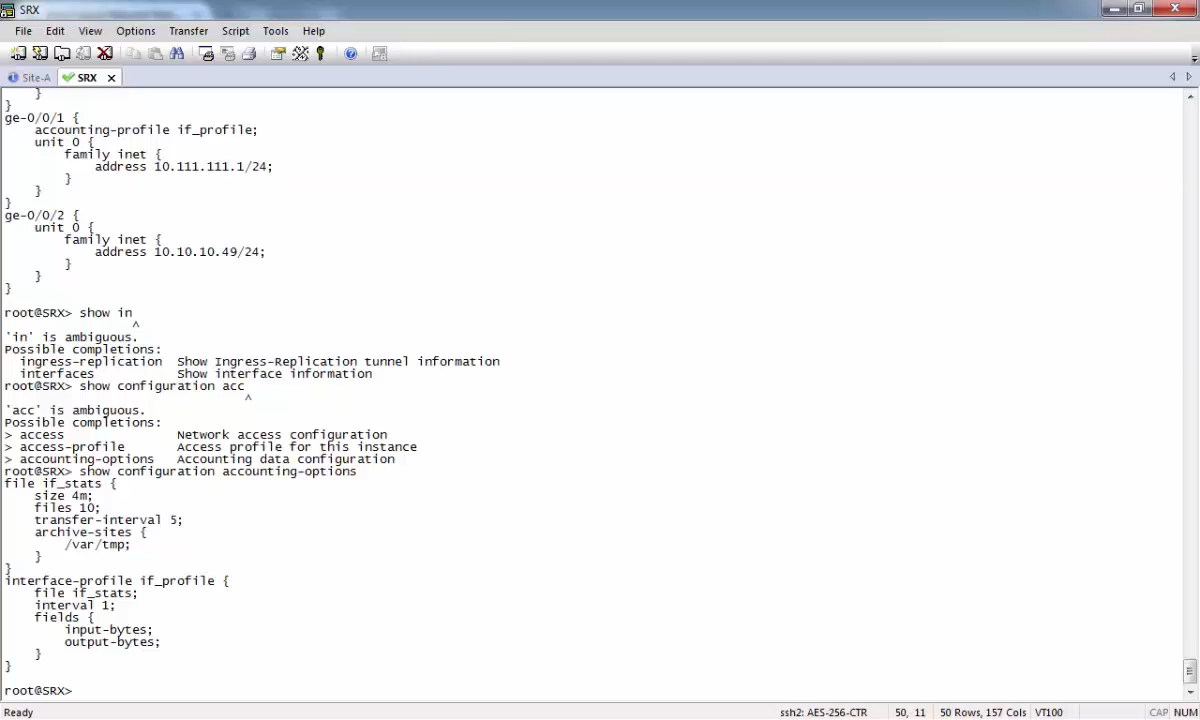 SRX
File Edit View Options Transfer Script Tools Help
Site-A SRX
}
}
ge-0/0/1 {
accounting-profile if_profile;
unit 0 {
family inet {
address 10.111.111.1/24;
}
}
}
ge-0/0/2 {
unit 0 {
family inet {
address 10.10.10.49/24;
}
}
}
root@SRX> show in
^
'in' is ambiguous.
Possible completions:
ingress-replication Show Ingress-Replication tunnel information
interfaces Show interface information
root@SRX> show configuration acc
^
'acc' is ambiguous.
Possible completions:
> access Network access configuration
> access-profile Access profile for this instance
> accounting-options Accounting data configuration
root@SRX> show configuration accounting-options
file if_stats {
size 4m;
files 10;
transfer-interval 5;
archive-sites {
/var/tmp;
}
}
interface-profile if_profile {
file if_stats;
interval 1;
fields {
input-bytes;
output-bytes;
}
}
root@SRX>
Ready ssh2: AES-256-CTR 50, 11 50 Rows, 157 Cols VT100 CAP NUM